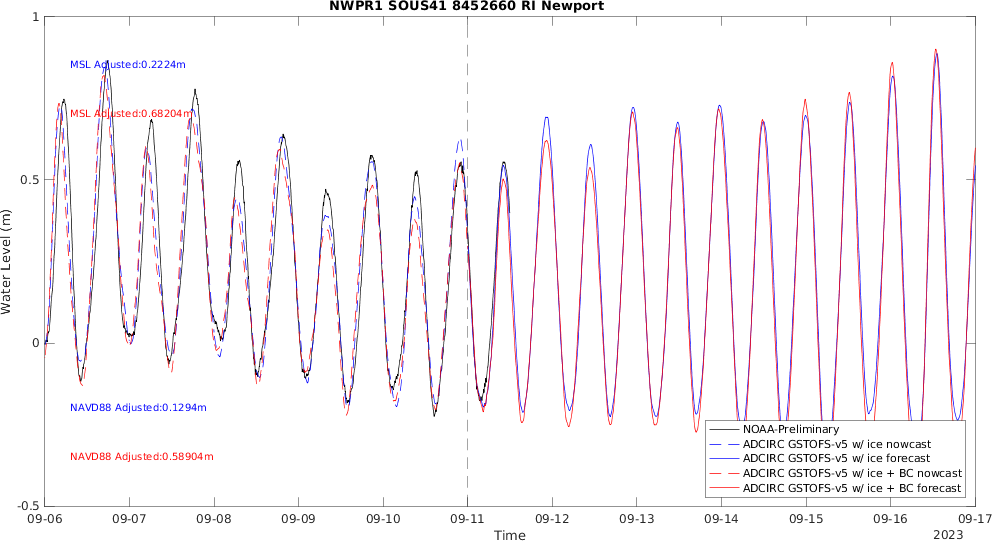 NWPR1 SOUS41 8452660 RI Newport
1
MSL Adjusted:0.2224m
MSL Adjusted:0.68204m
0.5
Water Level (m)
0
NAVD88 Adjusted:0.1294m
NOAA-Preliminary
ADCIRC GSTOFS-v5 w/ ice nowcast
ADCIRC GSTOFS-v5 w/ ice forecast
ADCIRC GSTOFS-v5 w/ ice + BC nowcast
ADCIRC GSTOFS-v5 w/ ice + BC forecast
NAVD88 Adjusted:0.58904m
-0.5
09-06 09-07 09-08 09-09 09-10 09-11 09-12 09-13 09-14 09-15 09-16 09-17
Time
2023